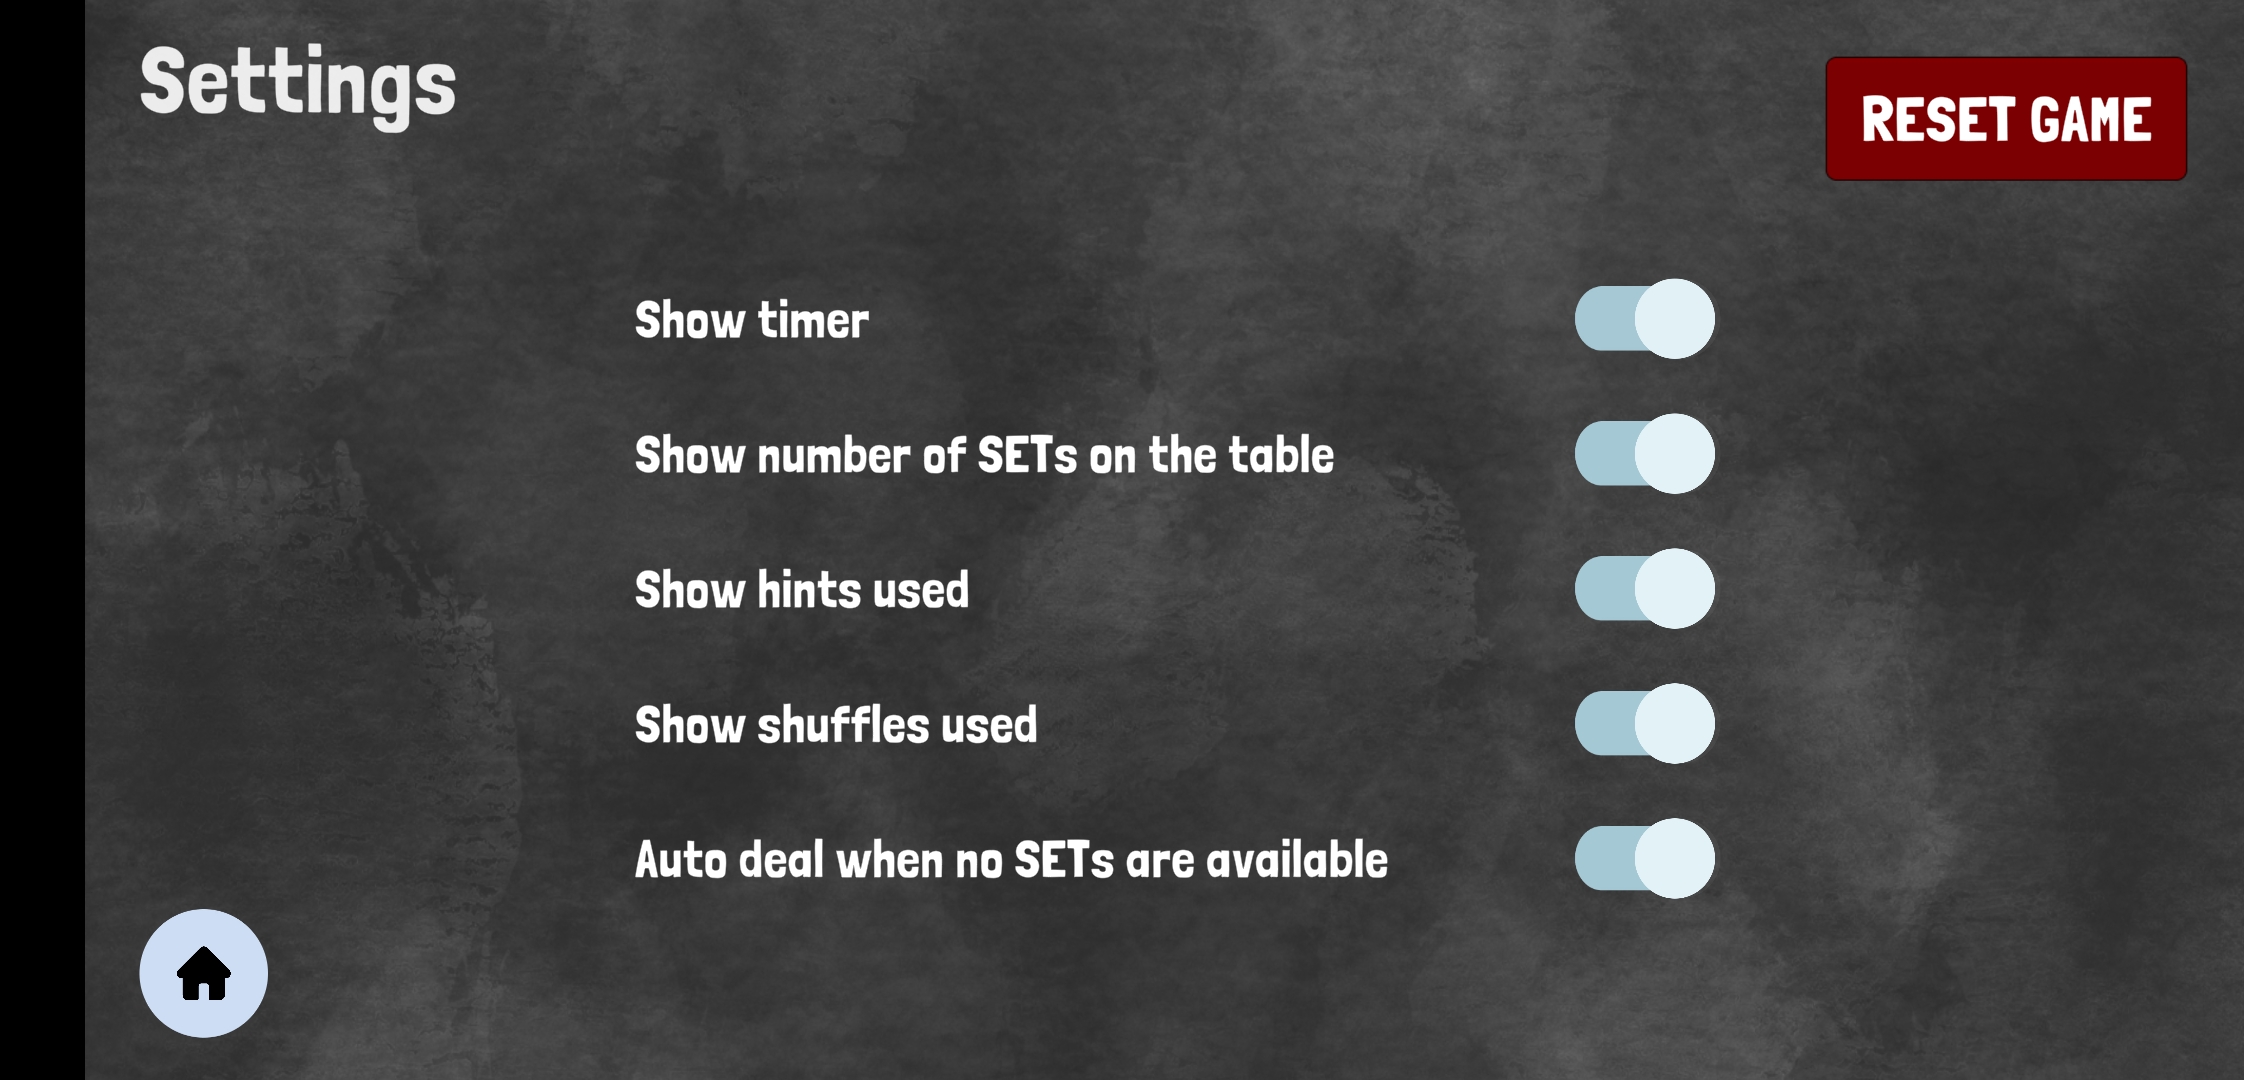 Settings
RESET GAME
Show timer
Show number of SETs on the table
Show hints used
Show shuffles used
Auto deal when no SETs are available